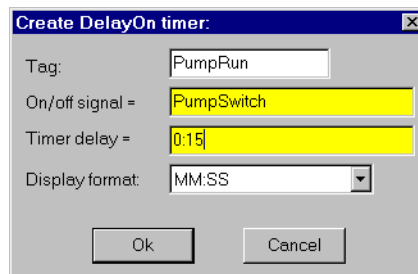 Create DelayOn timer:
Tag: PumpRun
On/off signal = PumpSwitch
Timer delay = 0:15
Display format: MM:SS
Ok Cancel